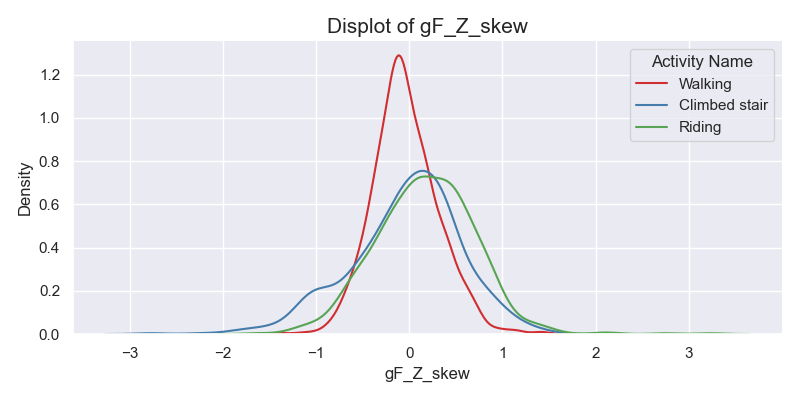 Displot of gF_Z_skew
Activity Name
Walking
Climbed stair
Riding
1.2
1.0
0.8
0.6
0.4
0.2
0.0
Density
−3
−2
−1
0
1
2
3
gF_Z_skew